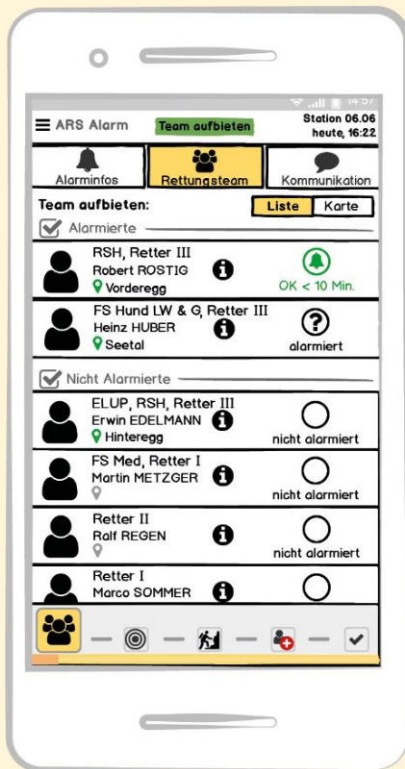 14:57
ARS Alarm
Team aufbieten
Station 06.06
heute, 16:22
Alarminfos
Rettungsteam
Kommunikation
Team aufbieten:
Liste
Karte
Alarmierte
RSH, Retter III
Robert ROSTIG
Vorderegg
OK < 10 Min.
FS Hund LW & G, Retter III
Heinz HUBER
Seetal
alarmiert
Nicht Alarmierte
ELUP, RSH, Retter III
Erwin EDELMANN
Hinteregg
nicht alarmiert
FS Med, Retter I
Martin METZGER
nicht alarmiert
Retter II
Ralf REGEN
nicht alarmiert
Retter I
Marco SOMMER